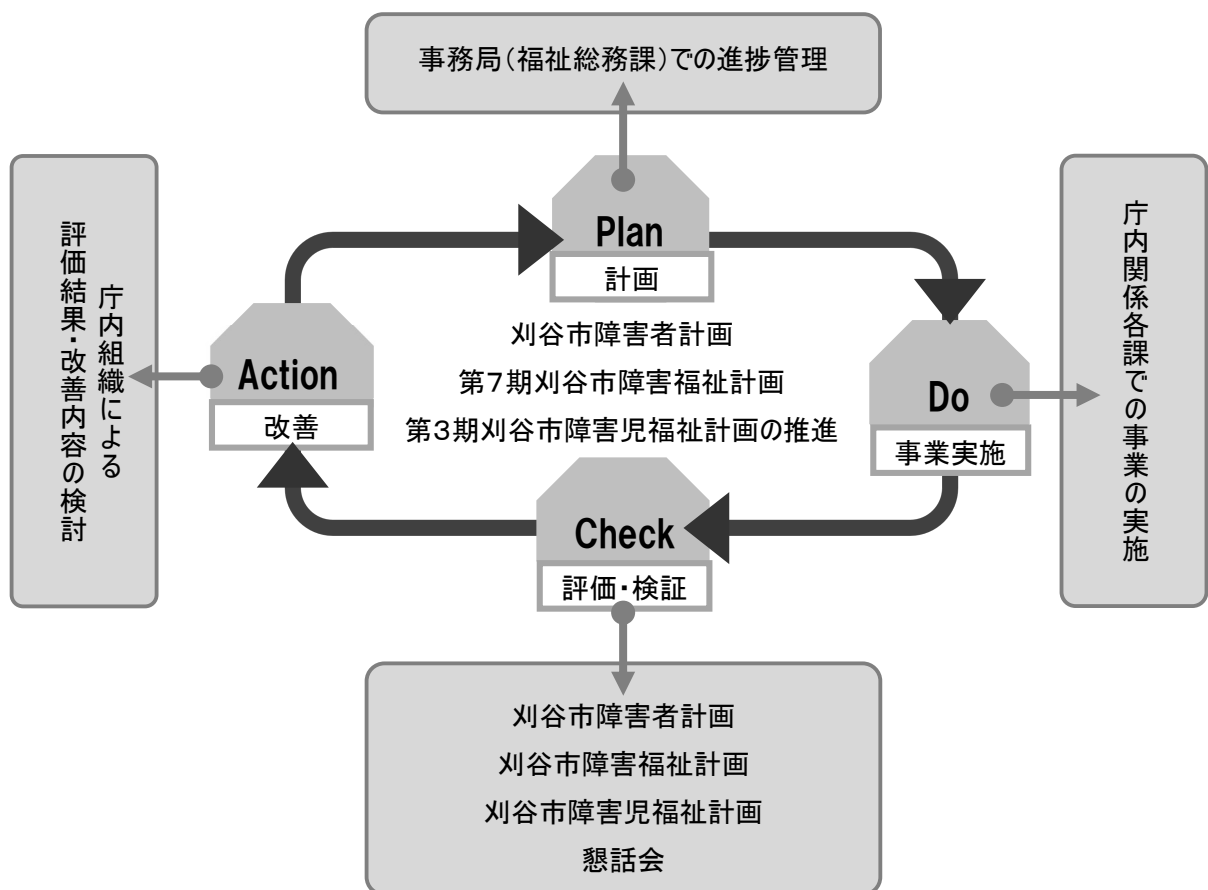 事務局（福祉総務課）での進捗管理
Plan
計画
庁内関係各課での事業の実施
Do
事業実施
刈谷市障害者計画
第７期刈谷市障害福祉計画
第３期刈谷市障害児福祉計画の推進
Check
評価・検証
刈谷市障害者計画
刈谷市障害福祉計画
刈谷市障害児福祉計画
懇話会
Action
改善
庁内組織による
評価結果・改善内容の検討